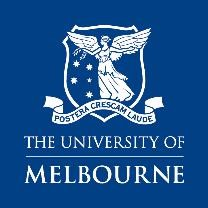 POSTERA CRESCAM LAUDE
THE UNIVERSITY OF
MELBOURNE